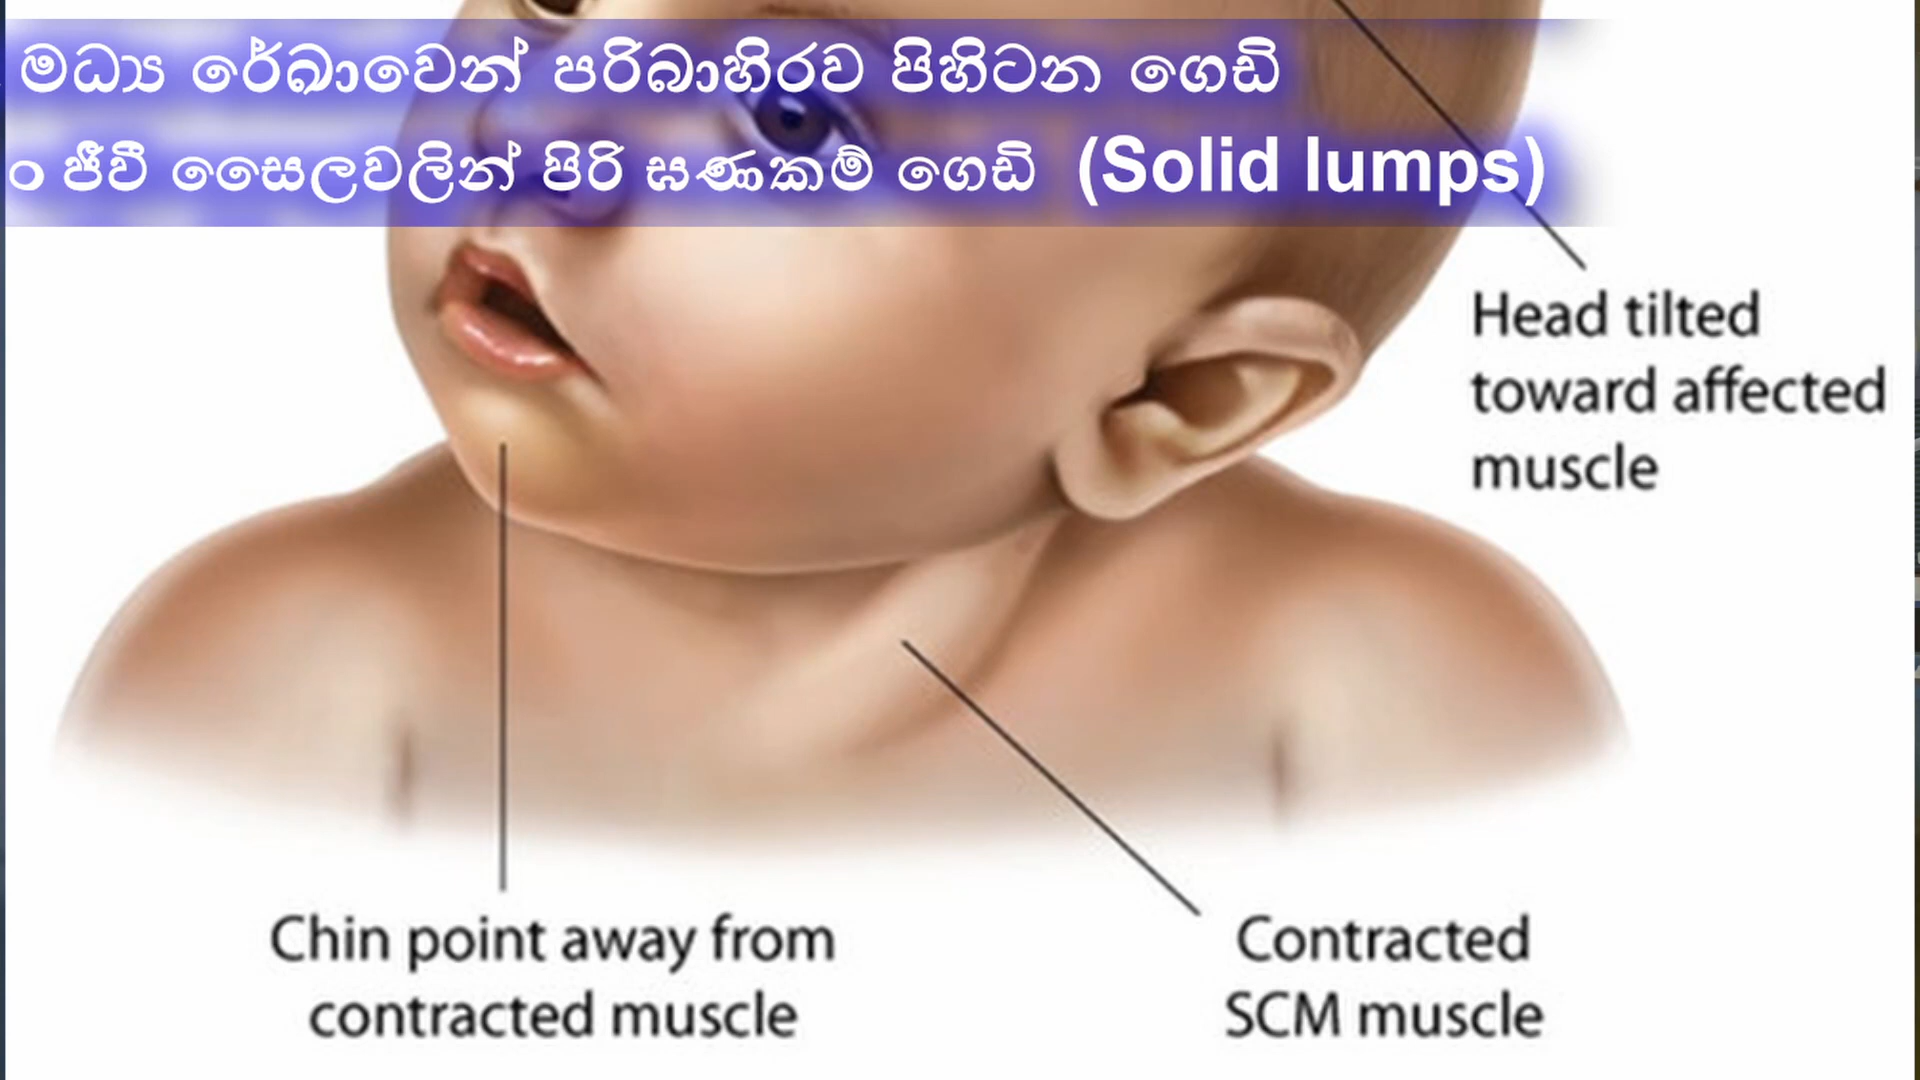 මධ්‍ය රේඛාවෙන් පරිබාහිරව පිහිටන ගෙඩි
ං ජීවී සෛලවලින් පිරි ඝණකම් ගෙඩි (Solid lumps)
Head tilted
toward affected
muscle
Chin point away from
contracted muscle
Contracted
SCM muscle